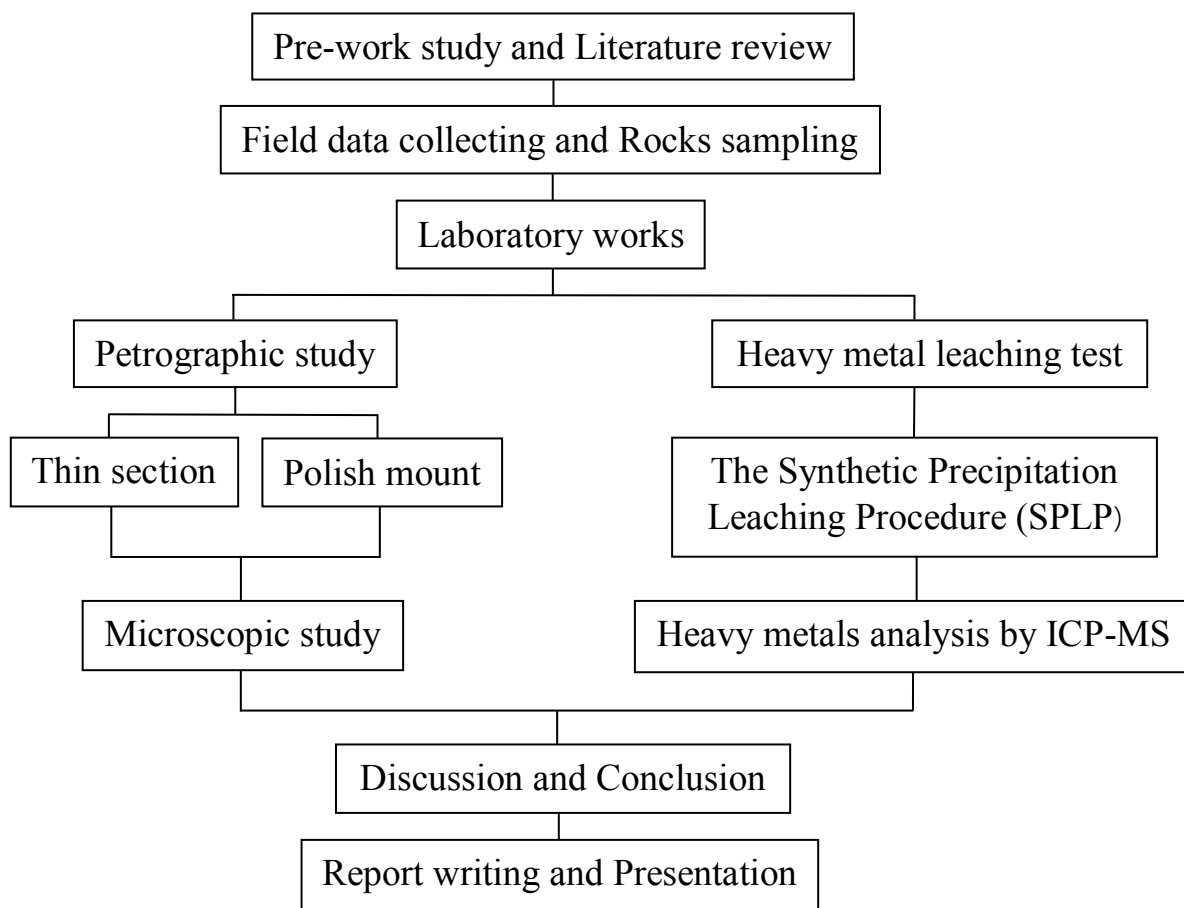 Pre-work study and Literature review
Field data collecting and Rocks sampling
Laboratory works
Petrographic study
Heavy metal leaching test
Thin section
Polish mount
The Synthetic Precipitation
Leaching Procedure (SPLP)
Microscopic study
Heavy metals analysis by ICP-MS
Discussion and Conclusion
Report writing and Presentation